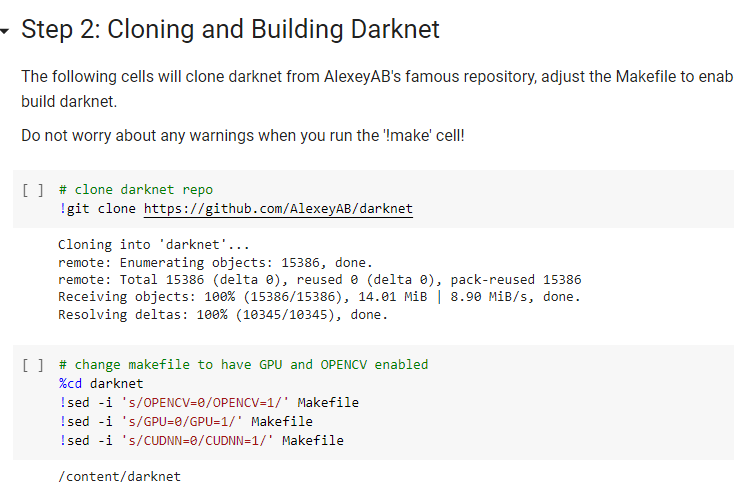 Step 2: Cloning and Building Darknet
The following cells will clone darknet from AlexeyAB's famous repository, adjust the Makefile to enab
build darknet.
Do not worry about any warnings when you run the '!make' cell!
[ ] # clone darknet repo
!git clone https://github.com/AlexeyAB/darknet
Cloning into 'darknet'...
remote: Enumerating objects: 15386, done.
remote: Total 15386 (delta 0), reused 0 (delta 0), pack-reused 15386
Receiving objects: 100% (15386/15386), 14.01 MiB | 8.90 MiB/s, done.
Resolving deltas: 100% (10345/10345), done.
[ ] # change makefile to have GPU and OPENCV enabled
%cd darknet
!sed -i 's/OPENCV=0/OPENCV=1/' Makefile
!sed -i 's/GPU=0/GPU=1/' Makefile
!sed -i 's/CUDNN=0/CUDNN=1/' Makefile
/content/darknet